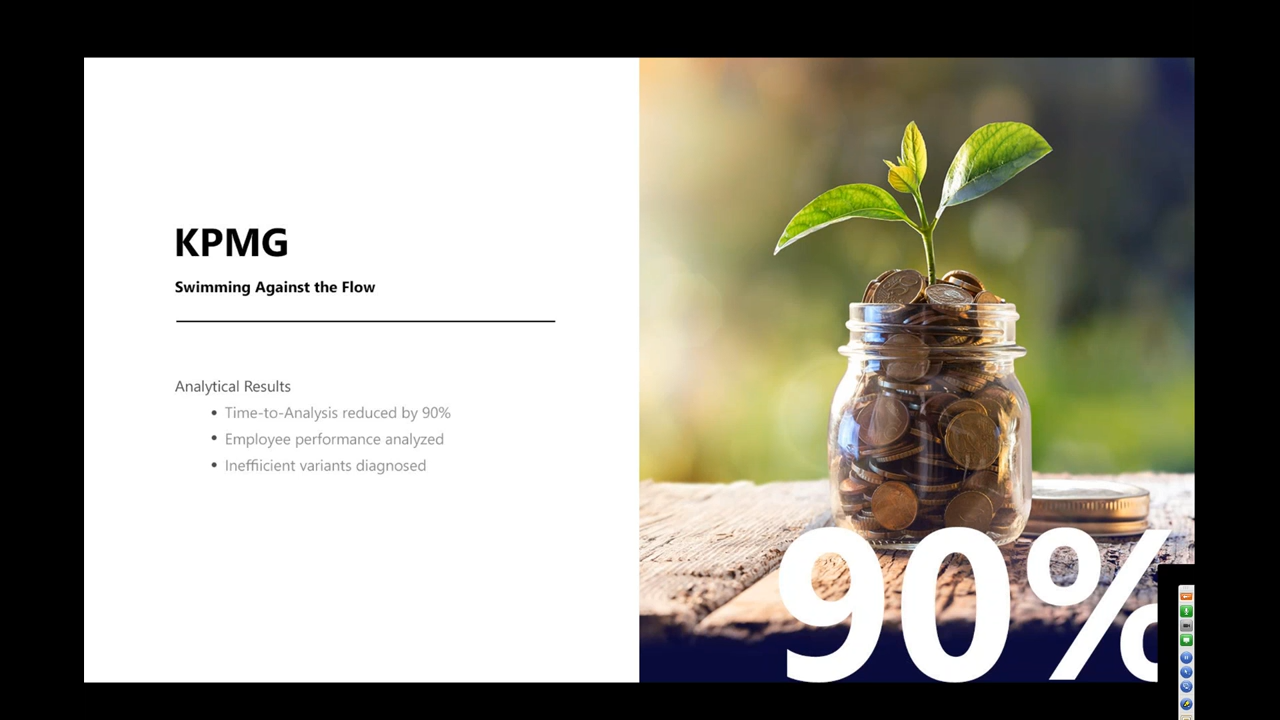 KPMG
Swimming Against the Flow
Analytical Results
• Time-to-Analysis reduced by 90%
• Employee performance analyzed
• Ineffiicient variants diagnosed
90%